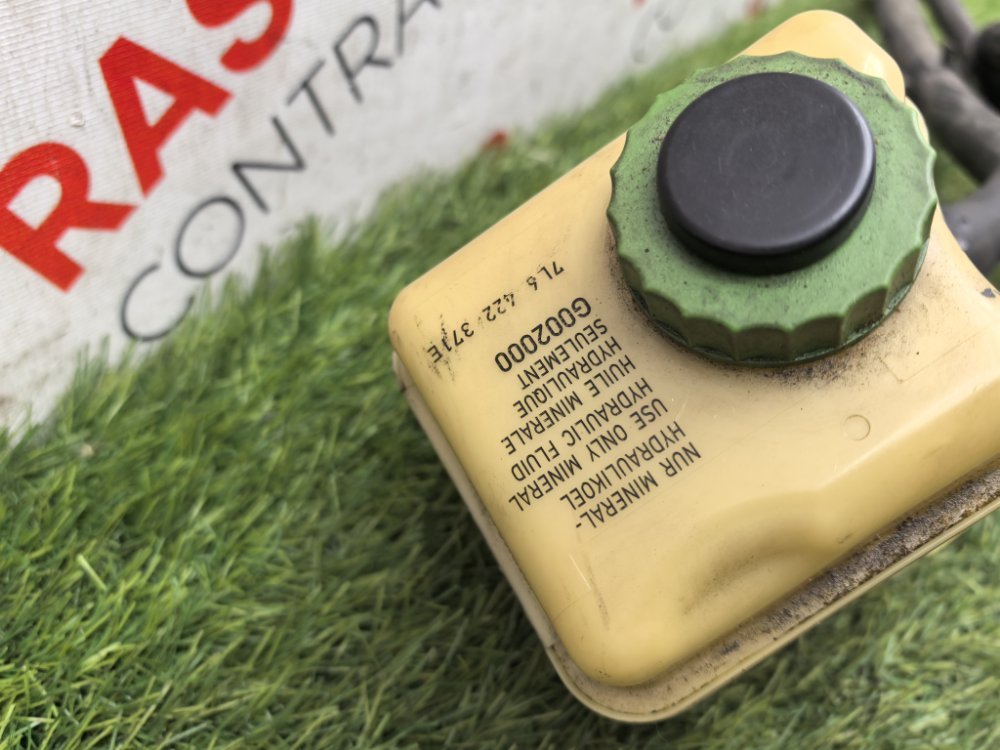 RAS
CONTRA
NUR MINERAL-
HYDRAULIKOEL
USE ONLY MINERAL
HYDRAULIC FLUID
HUILE MINERALE
HYDRAULIQUE
SEULEMENT
G002000
7L6 422 371E